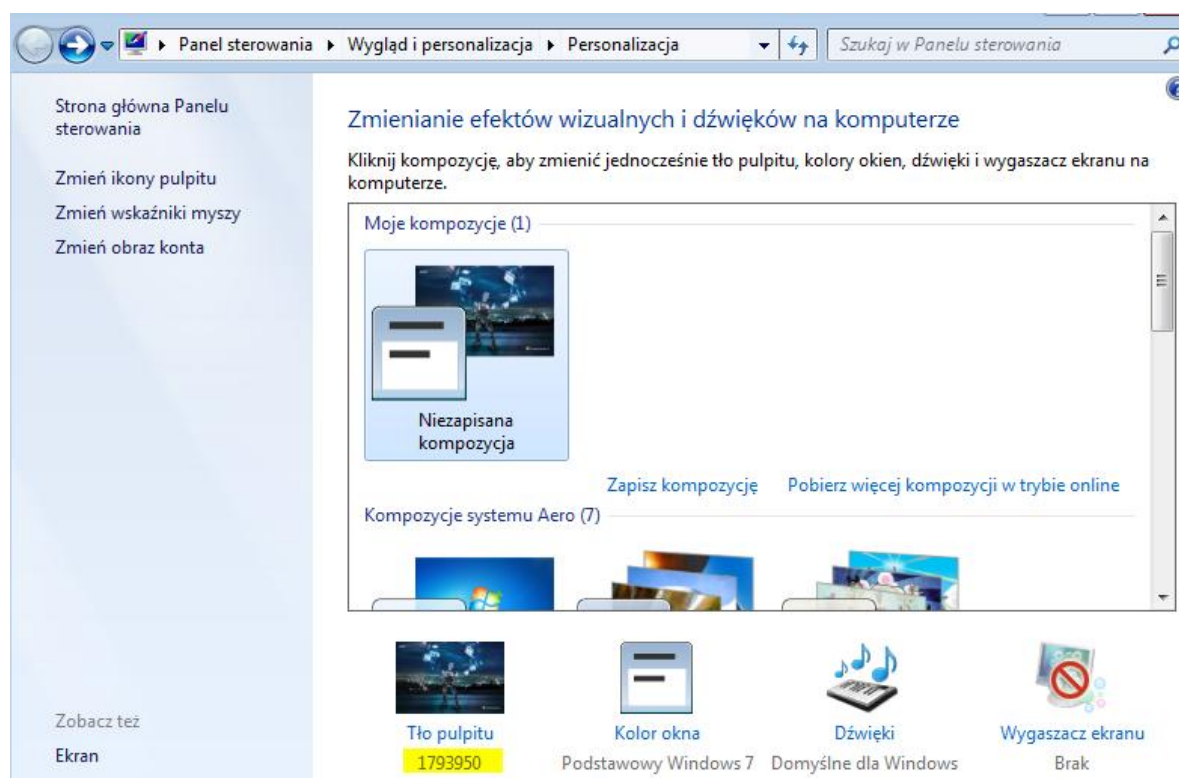 Panel sterowania ▸ Wygląd i personalizacja ▸ Personalizacja
Szukaj w Panelu sterowania
Strona główna Panelu
sterowania
Zmień ikony pulpitu
Zmień wskaźniki myszy
Zmień obraz konta
Zobacz też
Ekran
Zmienianie efektów wizualnych i dźwięków na komputerze
Kliknij kompozycję, aby zmienić jednocześnie tło pulpitu, kolory okien, dźwięki i wygaszacz ekranu na
komputerze.
Moje kompozycje (1)
Niezapisana
kompozycja
Zapisz kompozycję
Pobierz więcej kompozycji w trybie online
Kompozycje systemu Aero (7)
Tło pulpitu
1793950
Kolor okna
Podstawowy Windows 7
Dźwięki
Domyślne dla Windows
Wygaszacz ekranu
Brak